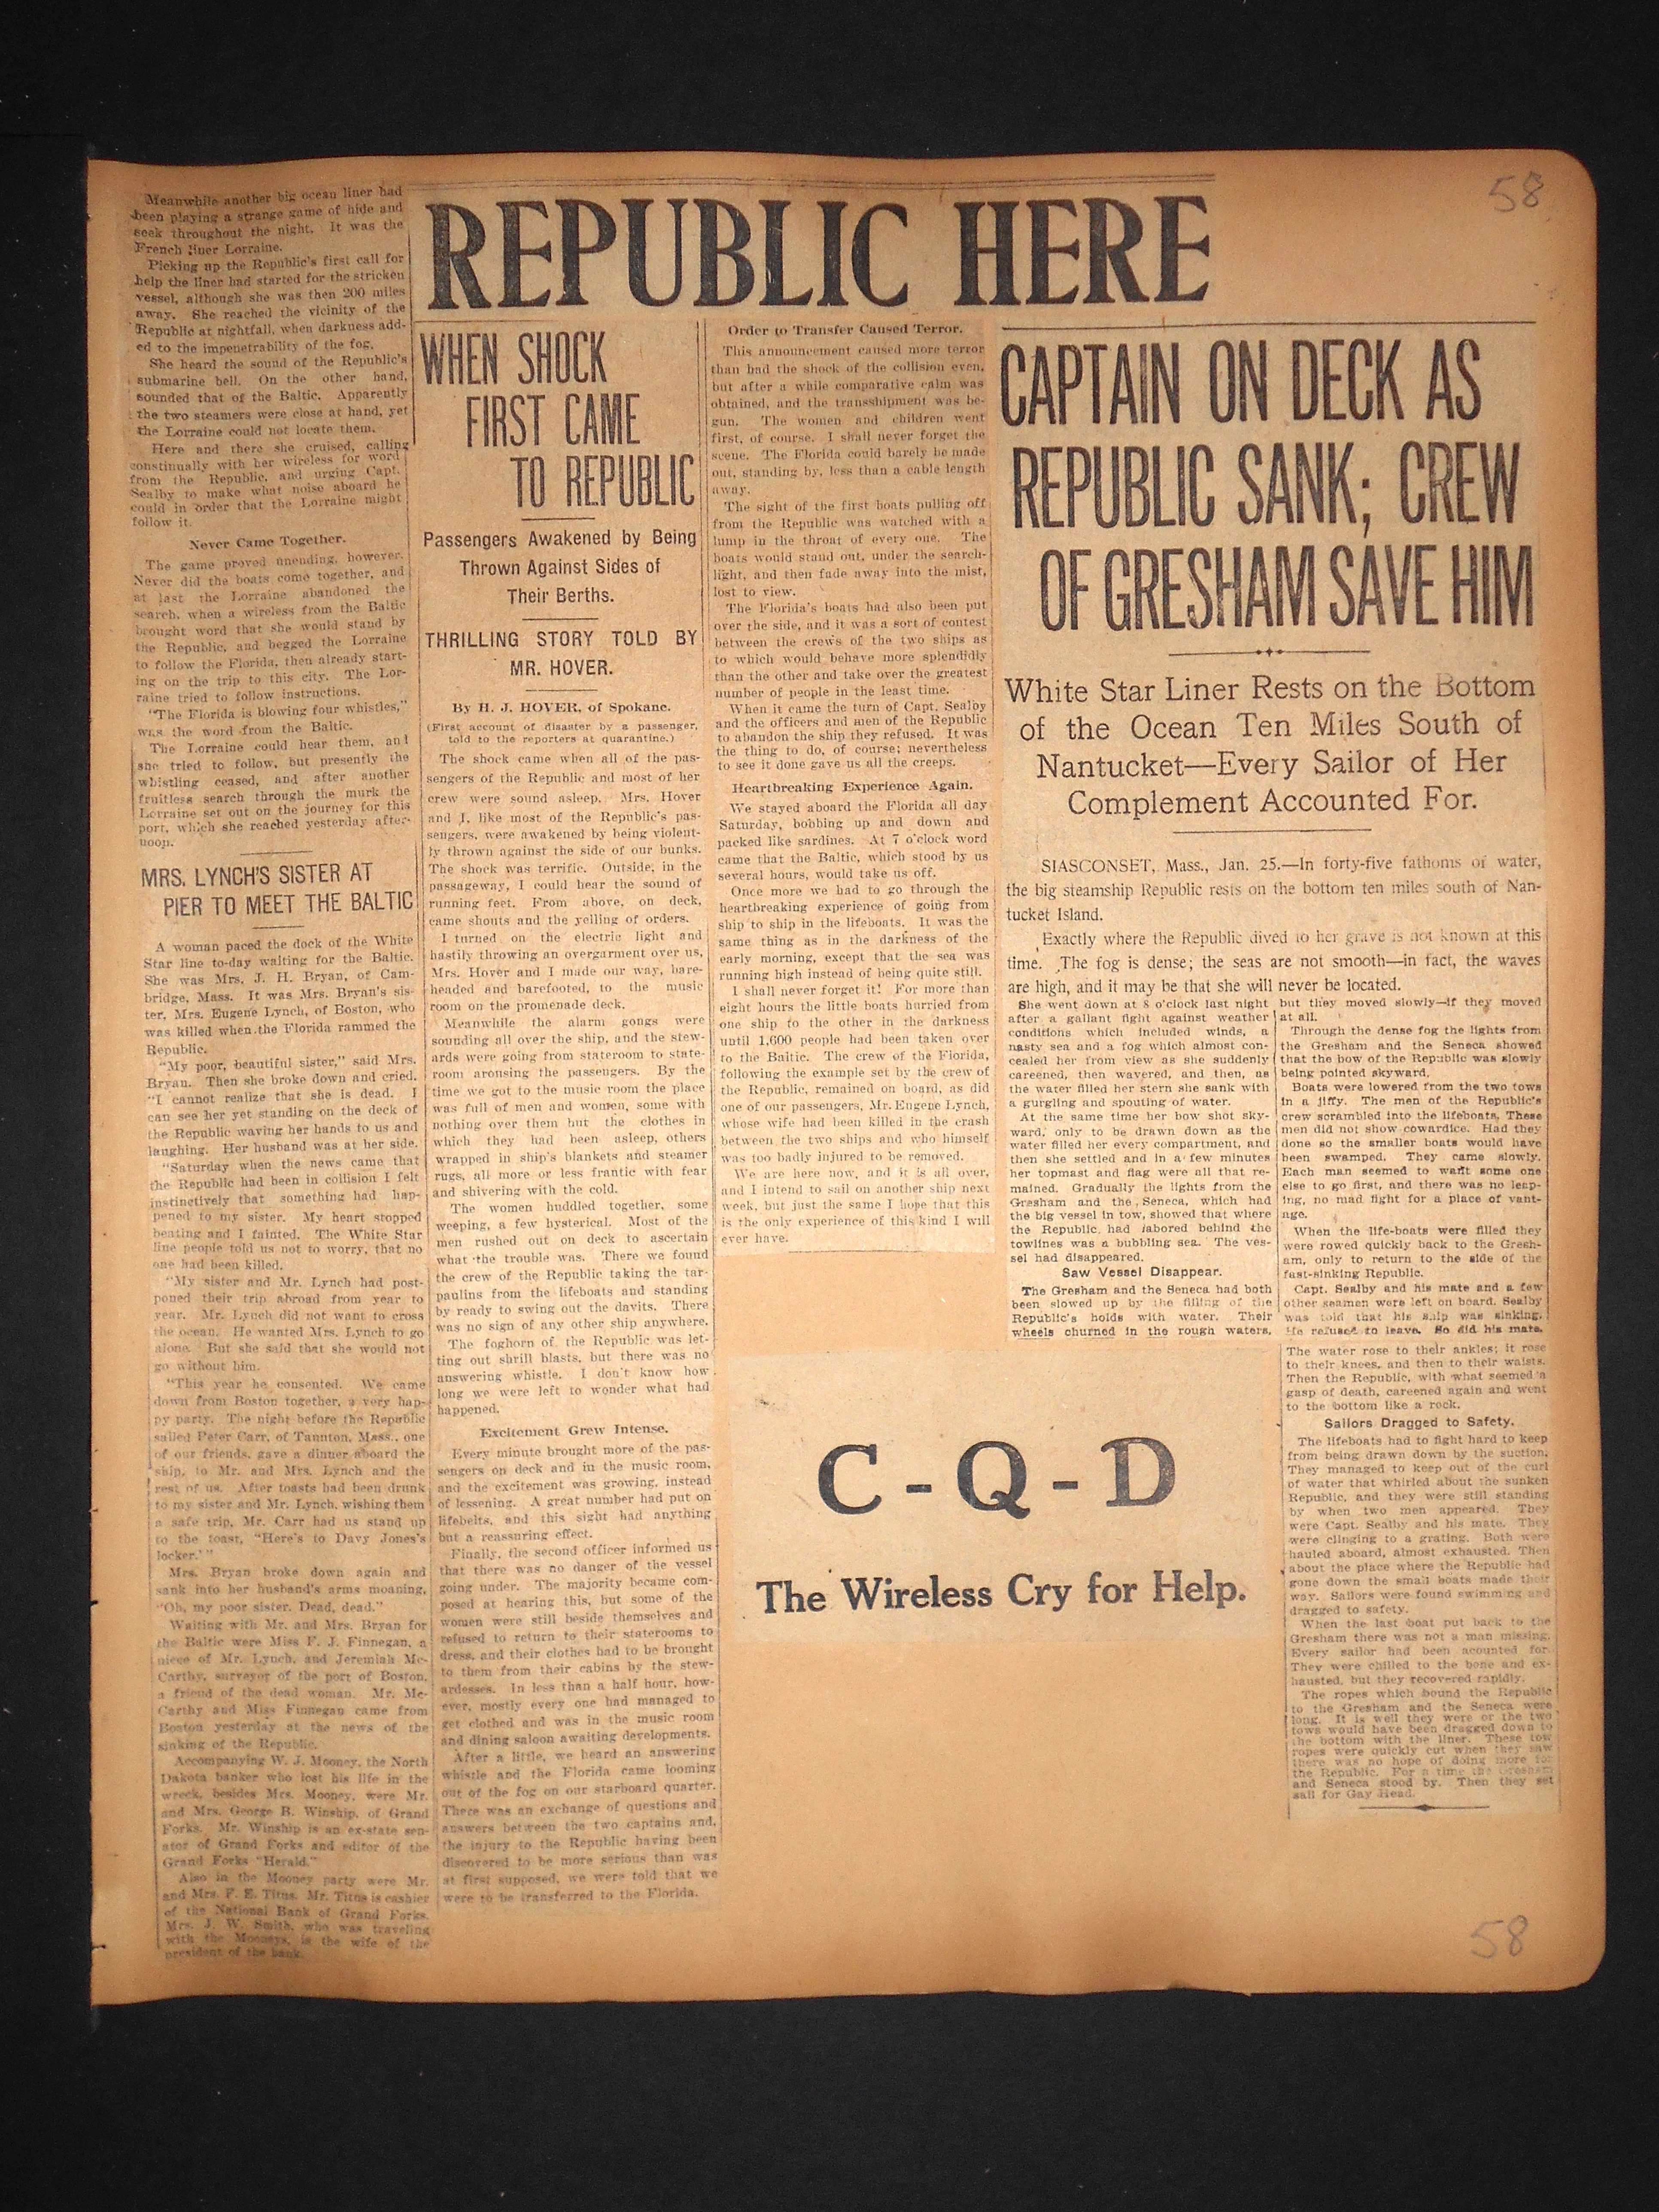 58
REPUBLIC HERE
Meanwhile another big ocean liner had
been playing a strange game of hide and
seek throughout the night. It was the
French liner Lorraine.
Picking up the Republic's first call for
help the liner had started for the stricken
vessel, although she was then 200 miles
away. She reached the vicinity of the
Republic at nightfall, when darkness add-
ed to the impenetrability of the fog.
She heard the sound of the Republic's
submarine bell. On the other hand,
sounded that of the Baltic. Apparently
the two steamers were close at hand, yet
the Lorraine could not locate them.
Here and there she cruised, calling
constinually with her wireless for word
from the Republic, and urging Capt.
Sealby to make what noise aboard he
could in order that the Lorraine might
follow it.
Never Came Together.
The game proved unending, however.
Never did the boats come together, and
at last the Lorraine abandoned the
search, when a wireless from the Baltic
brought word that she would stand by
the Republic, and begged the Lorraine
to follow the Florida, then already start-
ing on the trip to this city. The Lor-
raine tried to follow instructions.
"The Florida is blowing four whistles,"
was the word from the Baltic.
The Lorraine could hear them, and
she tried to follow, but presently the
whistling ceased, and after another
fruitless search through the murk the
Lorraine set out on the journey for this
port, which she reached yesterday after-
noon.
MRS. LYNCH'S SISTER AT
PIER TO MEET THE BALTIC
A woman paced the dock of the White
Star line to-day waiting for the Baltic.
She was Mrs. J. H. Bryan, of Cam-
bridge, Mass. It was Mrs. Bryan's sis-
ter, Mrs. Eugene Lynch, of Boston, who
was killed when the Florida rammed the
Republic.
"My poor, beautiful sister," said Mrs.
Bryan. Then she broke down and cried.
"I cannot realize that she is dead. I
can see her yet standing on the deck of
the Republic waving her hands to us and
laughing. Her husband was at her side.
"Saturday when the news came that
the Republic had been in collision I felt
instinctively that something had hap-
pened to my sister. My heart stopped
beating and I fainted. The White Star
line people told us not to worry, that no
one had been killed.
"My sister and Mr. Lynch had post-
poned their trip abroad from year to
year. Mr. Lynch did not want to cross
the ocean. He wanted Mrs. Lynch to go
alone. But she said that she would not
go without him.
"This year he consented. We came
down from Boston together, a very hap-
py party. The night before the Republic
sailed Peter Carr, of Taunton, Mass., one
of our friends, gave a dinner aboard the
ship, to Mr. and Mrs. Lynch and the
rest of us. After toasts had been drunk
to my sister and Mr. Lynch, wishing them
a safe trip, Mr. Carr had us stand up
to the toast, "Here's to Davy Jones's
locker.'"
Mrs. Bryan broke down again and
sank into her husband's arms moaning,
"Oh, my poor sister. Dead, dead."
Waiting with Mr. and Mrs. Bryan for
the Baltic were Miss F. J. Finnegan, a
niece of Mr. Lynch, and Jeremiah Mc-
Carthy, surveyor of the port of Boston,
a friend of the dead woman. Mr. Mc-
Carthy and Miss Finnegan came from
Boston yesterday at the news of the
sinking of the Republic.
Accompanying W. J. Mooney, the North
Dakota banker who lost his life in the
wreck, besides Mrs. Mooney, were Mr.
and Mrs. George B. Winship, of Grand
Forks. Mr. Winship is an ex-state sen-
ator of Grand Forks and editor of the
Grand Forks "Herald."
Also in the Mooney party were Mr.
and Mrs. F. E. Titus. Mr. Titus is cashier
of the National Bank of Grand Forks.
Mrs. J. W. Smith, who was traveling
with the Mooneys, is the wife of the
president of the bank.
WHEN SHOCK
FIRST CAME
TO REPUBLIC
Passengers Awakened by Being
Thrown Against Sides of
Their Berths.
THRILLING STORY TOLD BY
MR. HOVER.
By H. J. HOVER, of Spokane.
(First account of disaster by a passenger,
told to the reporters at quarantine.)
The shock came when all of the pas-
sengers of the Republic and most of her
crew were sound asleep. Mrs. Hover
and I, like most of the Republic's pas-
sengers, were awakened by being violent-
ly thrown against the side of our bunks.
The shock was terrific. Outside, in the
passageway, I could hear the sound of
running feet. From above, on deck,
came shouts and the yelling of orders.
I turned on the electric light and
hastily throwing an overgarment over us,
Mrs. Hover and I made our way, bare-
headed and barefooted, to the music
room on the promenade deck.
Meanwhile the alarm gongs were
sounding all over the ship, and the stew-
ards were going from stateroom to state-
room arousing the passengers. By the
time we got to the music room the place
was full of men and women, some with
nothing over them but the clothes in
which they had been asleep, others
wrapped in ship's blankets and steamer
rugs, all more or less frantic with fear
and shivering with the cold.
The women huddled together, some
weeping, a few hysterical. Most of the
men rushed out on deck to ascertain
what the trouble was. There we found
the crew of the Republic taking the tar-
paulins from the lifeboats and standing
by ready to swing out the davits. There
was no sign of any other ship anywhere.
The foghorn of the Republic was let-
ting out shrill blasts, but there was no
answering whistle. I don't know how
long we were left to wonder what had
happened.
Excitement Grew Intense.
Every minute brought more of the pas-
sengers on deck and in the music room,
and the excitement was growing, instead
of lessening. A great number had put on
lifebelts, and this sight had anything
but a reassuring effect.
Finally, the second officer informed us
that there was no danger of the vessel
going under. The majority became com-
posed at hearing this, but some of the
women were still beside themselves and
refused to return to their staterooms to
dress, and their clothes had to be brought
to them from their cabins by the stew-
ardesses. In less than a half hour, how-
ever, mostly every one had managed to
get clothed and was in the music room
and dining saloon awaiting developments.
After a little, we heard an answering
whistle and the Florida came looming
out of the fog on our starboard quarter.
There was an exchange of questions and
answers between the two captains and,
the injury to the Republic having been
discovered to be more serious than was
at first supposed, we were told that we
were to be transferred to the Florida.
Order to Transfer Caused Terror.
This announcement caused more terror
than had the shock of the collision even,
but after a while comparative calm was
obtained, and the transshipment was be-
gun. The women and children went
first, of course. I shall never forget the
scene. The Florida could barely be made
out, standing by, less than a cable length
away.
The sight of the first boats pulling off
from the Republic was watched with a
lump in the throat of every one. The
boats would stand out, under the search-
light, and then fade away into the mist,
lost to view.
The Florida's boats had also been put
over the side, and it was a sort of contest
between the crews of the two ships as
to which would behave more splendidly
than the other and take over the greatest
number of people in the least time.
When it came the turn of Capt. Sealby
and the officers and men of the Republic
to abandon the ship they refused. It was
the thing to do, of course; nevertheless
to see it done gave us all the creeps.
Heartbreaking Experience Again.
We stayed aboard the Florida all day
Saturday, bobbing up and down and
packed like sardines. At 7 o'clock word
came that the Baltic, which stood by us
several hours, would take us off.
Once more we had to go through the
heartbreaking experience of going from
ship to ship in the lifeboats. It was the
same thing as in the darkness of the
early morning, except that the sea was
running high instead of being quite still.
I shall never forget it! For more than
eight hours the little boats hurried from
one ship to the other in the darkness
until 1,600 people had been taken over
to the Baltic. The crew of the Florida,
following the example set by the crew of
the Republic, remained on board, as did
one of our passengers, Mr. Eugene Lynch,
whose wife had been killed in the crash
between the two ships and who himself
was too badly injured to be removed.
We are here now, and it is all over,
and I intend to sail on another ship next
week, but just the same I hope that this
is the only experience of this kind I will
ever have.
CAPTAIN ON DECK AS
REPUBLIC SANK; CREW
OF GRESHAM SAVE HIM
White Star Liner Rests on the Bottom
of the Ocean Ten Miles South of
Nantucket—Every Sailor of Her
Complement Accounted For.
SIASCONSET, Mass., Jan. 25.—In forty-five fathoms of water,
the big steamship Republic rests on the bottom ten miles south of Nan-
tucket Island.
Exactly where the Republic dived to her grave is not known at this
time. The fog is dense; the seas are not smooth—in fact, the waves
are high, and it may be that she will never be located.
She went down at 8 o'clock last night
after a gallant fight against weather
conditions which included winds, a
nasty sea and a fog which almost con-
cealed her from view as she suddenly
careened, then wavered, and then, as
the water filled her stern she sank with
a gurgling and spouting of water.
At the same time her bow shot sky-
ward, only to be drawn down as the
water filled her every compartment, and
then she settled and in a few minutes
her topmast and flag were all that re-
mained. Gradually the lights from the
Gresham and the Seneca, which had
the big vessel in tow, showed that where
the Republic had labored behind the
towlines was a bubbling sea. The ves-
sel had disappeared.
Saw Vessel Disappear.
The Gresham and the Seneca had both
been slowed up by the filling of the
Republic's holds with water. Their
wheels churned in the rough waters,
but they moved slowly—if they moved
at all.
Through the dense fog the lights from
the Gresham and the Seneca showed
that the bow of the Republic was slowly
being pointed skyward.
Boats were lowered from the two tows
in a jiffy. The men of the Republic's
crew scrambled into the lifeboats. These
men did not show cowardice. Had they
done so the smaller boats would have
been swamped. They came slowly.
Each man seemed to want some one
else to go first, and there was no leap-
ing, no mad fight for a place of vant-
age.
When the life-boats were filled they
were rowed quickly back to the Gresh-
am, only to return to the side of the
fast-sinking Republic.
Capt. Sealby and his mate and a few
other seamen were left on board. Sealby
was told that his ship was sinking.
He refused to leave. So did his mate.
The water rose to their ankles; it rose
to their knees, and then to their waists.
Then the Republic, with what seemed a
gasp of death, careened again and went
to the bottom like a rock.
Sailors Dragged to Safety.
The lifeboats had to fight hard to keep
from being drawn down by the suction.
They managed to keep out of the curl
of water that whirled about the sunken
Republic, and they were still standing
by when two men appeared. They
were Capt. Sealby and his mate. They
were clinging to a grating. Both were
hauled aboard, almost exhausted. Then
about the place where the Republic had
gone down the small boats made their
way. Sailors were found swimming and
dragged to safety.
When the last boat put back to the
Gresham there was not a man missing.
Every sailor had been acounted for.
They were chilled to the bone and ex-
hausted, but they recovered rapidly.
The ropes which bound the Republic
to the Gresham and the Seneca were
long. It is well they were or the two
tows would have been dragged down to
the bottom with the liner. These tow
ropes were quickly cut when they saw
there was no hope of doing more for
the Republic. For a time the Gresham
and Seneca stood by. Then they set
sail for Gay Head.
C-Q-D
The Wireless Cry for Help.
58